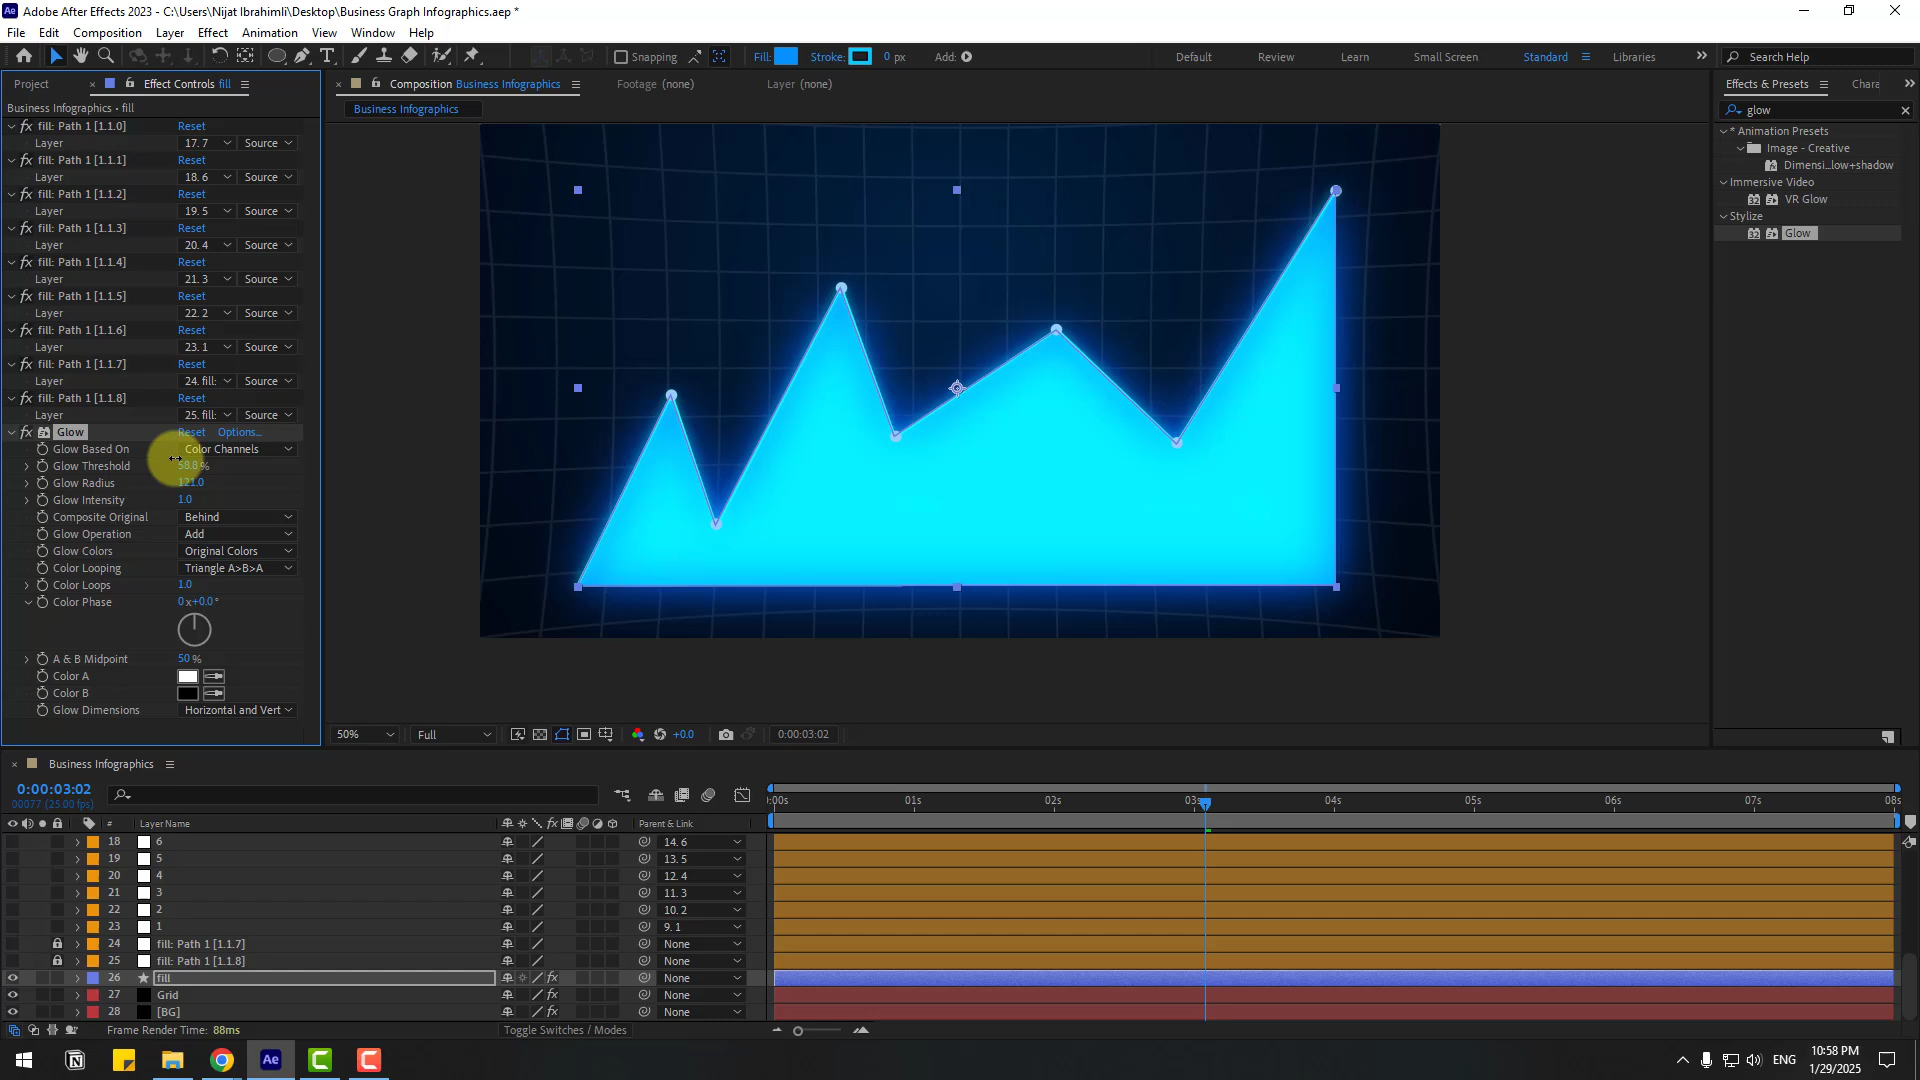 Adobe After Effects 2023 - C:\Users\Nijat Ibrahimli\Desktop\Business Graph Infographics.aep *
File Edit Composition Layer Effect Animation View Window Help
Snapping Fill: Stroke: 0 px Add: Default Review Learn Small Screen Standard Libraries Search Help
Project Effect Controls fill Composition Business Infographics Footage (none) Layer (none) Effects & Presets Chara
Business Infographics • fill
Business Infographics
glow
fill: Path 1 [1.1.0] Reset
Layer 17. 7 Source
fill: Path 1 [1.1.1] Reset
Layer 18. 6 Source
fill: Path 1 [1.1.2] Reset
Layer 19. 5 Source
fill: Path 1 [1.1.3] Reset
Layer 20. 4 Source
fill: Path 1 [1.1.4] Reset
Layer 21. 3 Source
fill: Path 1 [1.1.5] Reset
Layer 22. 2 Source
fill: Path 1 [1.1.6] Reset
Layer 23. 1 Source
fill: Path 1 [1.1.7] Reset
Layer 24. fill: Source
fill: Path 1 [1.1.8] Reset
Layer 25. fill: Source
Glow Reset Options...
Glow Based On Color Channels
Glow Threshold 58.8 %
Glow Radius 121.0
Glow Intensity 1.0
Composite Original Behind
Glow Operation Add
Glow Colors Original Colors
Color Looping Triangle A>B>A
Color Loops 1.0
Color Phase 0 x+0.0 °
A & B Midpoint 50 %
Color A
Color B
Glow Dimensions Horizontal and Vert
* Animation Presets
Image - Creative
Dimensi...low+shadow
Immersive Video
32 VR Glow
Stylize
32 Glow
50% Full +0.0 0:00:03:02
Business Infographics
0:00:03:02
00077 (25.00 fps)
:00s 01s 02s 03s 04s 05s 06s 07s 08s
# Layer Name fx Parent & Link
18 6 14. 6
19 5 13. 5
20 4 12. 4
21 3 11. 3
22 2 10. 2
23 1 9. 1
24 fill: Path 1 [1.1.7] None
25 fill: Path 1 [1.1.8] None
26 fill fx None
27 Grid fx None
28 [BG] fx None
Frame Render Time: 88ms Toggle Switches / Modes
ENG 10:58 PM
1/29/2025